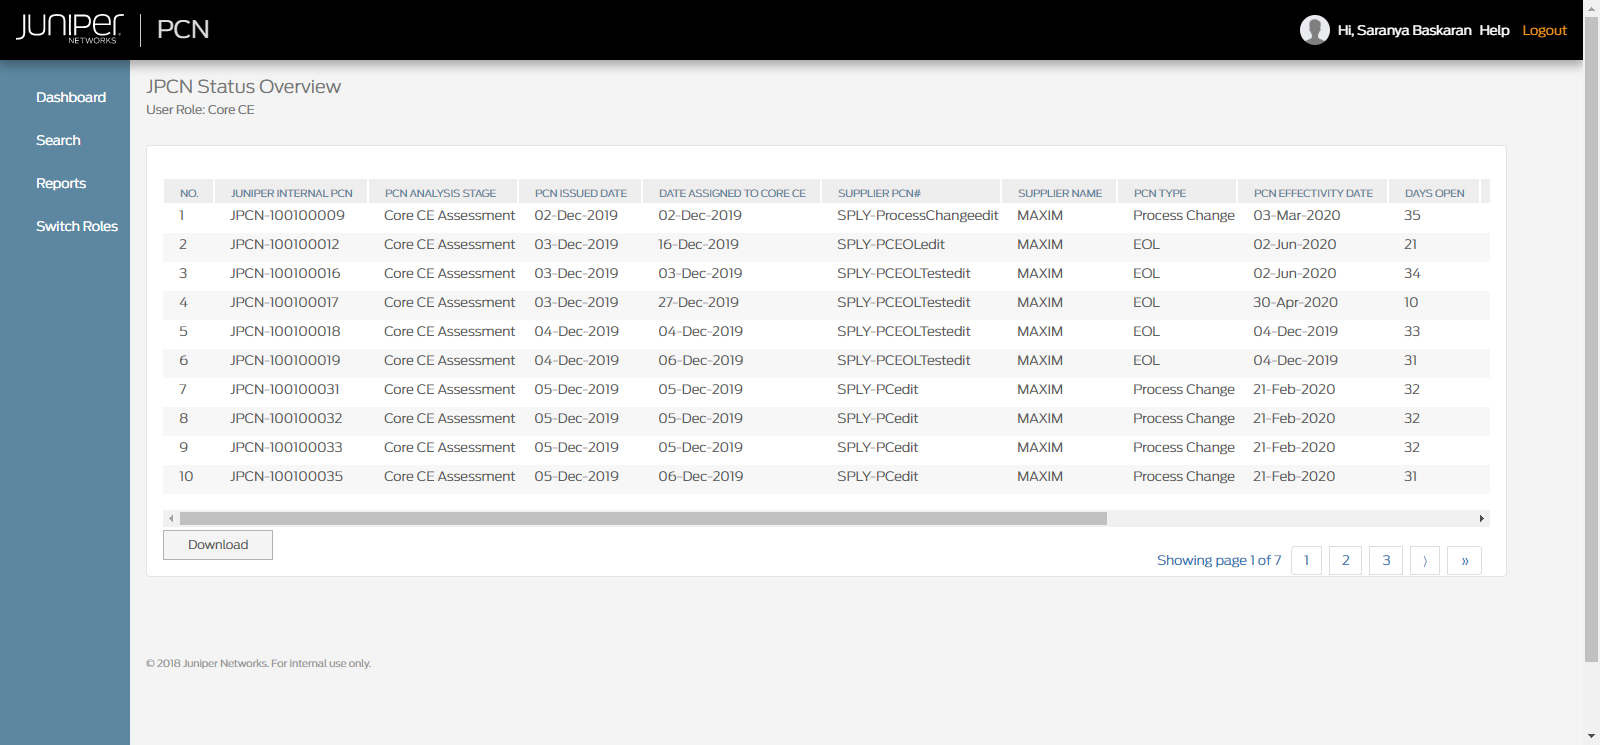 JUNIPER NETWORKS PCN Hi, Saranya Baskaran Help Logout
Dashboard
Search
Reports
Switch Roles
JPCN Status Overview
User Role: Core CE
NO. JUNIPER INTERNAL PCN PCN ANALYSIS STAGE PCN ISSUED DATE DATE ASSIGNED TO CORE CE SUPPLIER PCN# SUPPLIER NAME PCN TYPE PCN EFFECTIVITY DATE DAYS OPEN
1 JPCN-100100009 Core CE Assessment 02-Dec-2019 02-Dec-2019 SPLY-ProcessChangeedit MAXIM Process Change 03-Mar-2020 35
2 JPCN-100100012 Core CE Assessment 03-Dec-2019 16-Dec-2019 SPLY-PCEOLedit MAXIM EOL 02-Jun-2020 21
3 JPCN-100100016 Core CE Assessment 03-Dec-2019 03-Dec-2019 SPLY-PCEOLTestedit MAXIM EOL 02-Jun-2020 34
4 JPCN-100100017 Core CE Assessment 03-Dec-2019 27-Dec-2019 SPLY-PCEOLTestedit MAXIM EOL 30-Apr-2020 10
5 JPCN-100100018 Core CE Assessment 04-Dec-2019 04-Dec-2019 SPLY-PCEOLTestedit MAXIM EOL 04-Dec-2019 33
6 JPCN-100100019 Core CE Assessment 04-Dec-2019 06-Dec-2019 SPLY-PCEOLTestedit MAXIM EOL 04-Dec-2019 31
7 JPCN-100100031 Core CE Assessment 05-Dec-2019 05-Dec-2019 SPLY-PCedit MAXIM Process Change 21-Feb-2020 32
8 JPCN-100100032 Core CE Assessment 05-Dec-2019 05-Dec-2019 SPLY-PCedit MAXIM Process Change 21-Feb-2020 32
9 JPCN-100100033 Core CE Assessment 05-Dec-2019 05-Dec-2019 SPLY-PCedit MAXIM Process Change 21-Feb-2020 32
10 JPCN-100100035 Core CE Assessment 05-Dec-2019 06-Dec-2019 SPLY-PCedit MAXIM Process Change 21-Feb-2020 31
Download
Showing page 1 of 7 1 2 3 ⟩ »
© 2018 Juniper Networks. For internal use only.